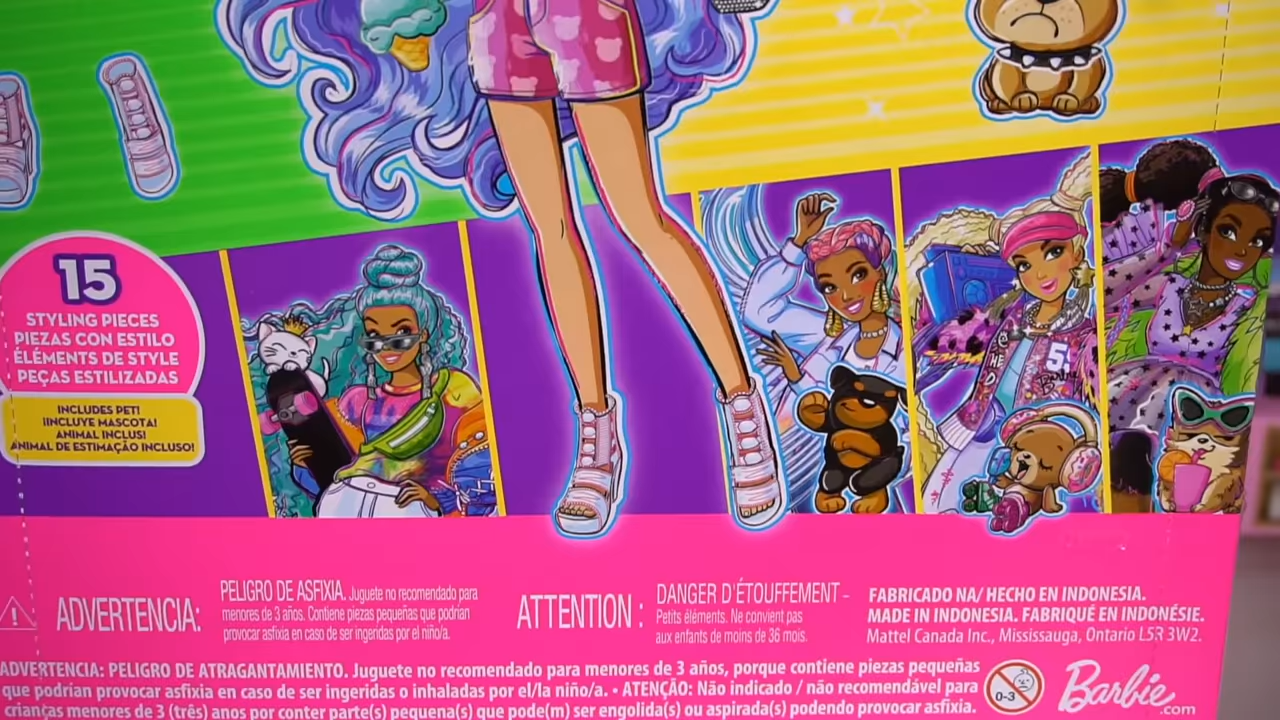 15
STYLING PIECES
PIEZAS CON ESTILO
ÉLÉMENTS DE STYLE
PEÇAS ESTILIZADAS
INCLUDES PET!
¡INCLUYE MASCOTA!
ANIMAL INCLUS!
ANIMAL DE ESTIMAÇÃO INCLUSO!
5
Barbie
ADVERTENCIA:
PELIGRO DE ASFIXIA. Juguete no recomendado para
menores de 3 años. Contiene piezas pequeñas que podrían
provocar asfixia en caso de ser ingeridas por el niño/a.
ATTENTION :
DANGER D'ÉTOUFFEMENT -
Petits éléments. Ne convient pas
aux enfants de moins de 36 mois.
FABRICADO NA/ HECHO EN INDONESIA.
MADE IN INDONESIA. FABRIQUÉ EN INDONÉSIE.
Mattel Canada Inc., Mississauga, Ontario L5R 3W2.
ADVERTENCIA: PELIGRO DE ATRAGANTAMIENTO. Juguete no recomendado para menores de 3 años, porque contiene piezas pequeñas
que podrían provocar asfixia en caso de ser ingeridas o inhaladas por el/la niño/a. • ATENÇÃO: Não indicado / não recomendável para
crianças menores de 3 (três) anos por conter parte(s) pequena(s) que pode(m) ser engolida(s) ou aspirada(s) podendo provocar asfixia.
0-3
Barbie.com